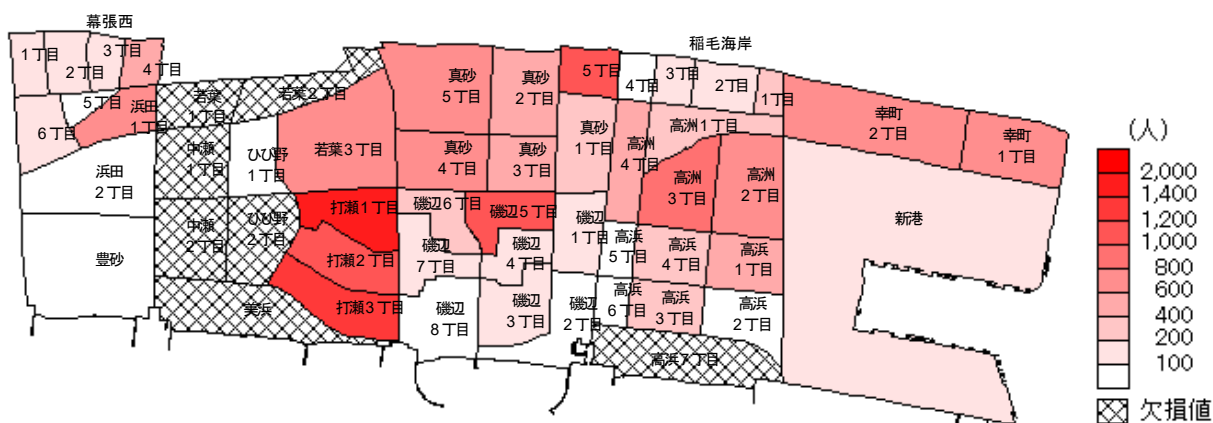 幕張西
1丁目
2丁目
3丁目
4丁目
5丁目
6丁目
浜田
1丁目
浜田
2丁目
豊砂
若葉
1丁目
若葉2丁目
若葉3丁目
中瀬
1丁目
中瀬
2丁目
ひび野
1丁目
ひび野
2丁目
美浜
打瀬1丁目
打瀬2丁目
打瀬3丁目
真砂
5丁目
真砂
2丁目
真砂
4丁目
真砂
3丁目
真砂
1丁目
磯辺6丁目
磯辺5丁目
磯辺
7丁目
磯辺
4丁目
磯辺
1丁目
磯辺
8丁目
磯辺
3丁目
磯辺
2丁目
稲毛海岸
5丁目
4丁目
3丁目
2丁目
1丁目
高洲1丁目
高洲
4丁目
高洲
3丁目
高洲
2丁目
高浜
5丁目
高浜
4丁目
高浜
1丁目
高浜
6丁目
高浜
3丁目
高浜
2丁目
高浜7丁目
幸町
2丁目
幸町
1丁目
新港
(人)
2,000
1,400
1,200
1,000
800
600
400
200
100
欠損値